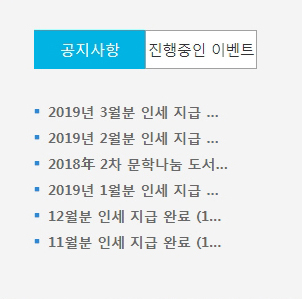 공지사항 진행중인 이벤트
2019년 3월분 인세 지급 ...
2019년 2월분 인세 지급 ...
2018年 2차 문학나눔 도서...
2019년 1월분 인세 지급 ...
12월분 인세 지급 완료 (1...
11월분 인세 지급 완료 (1...